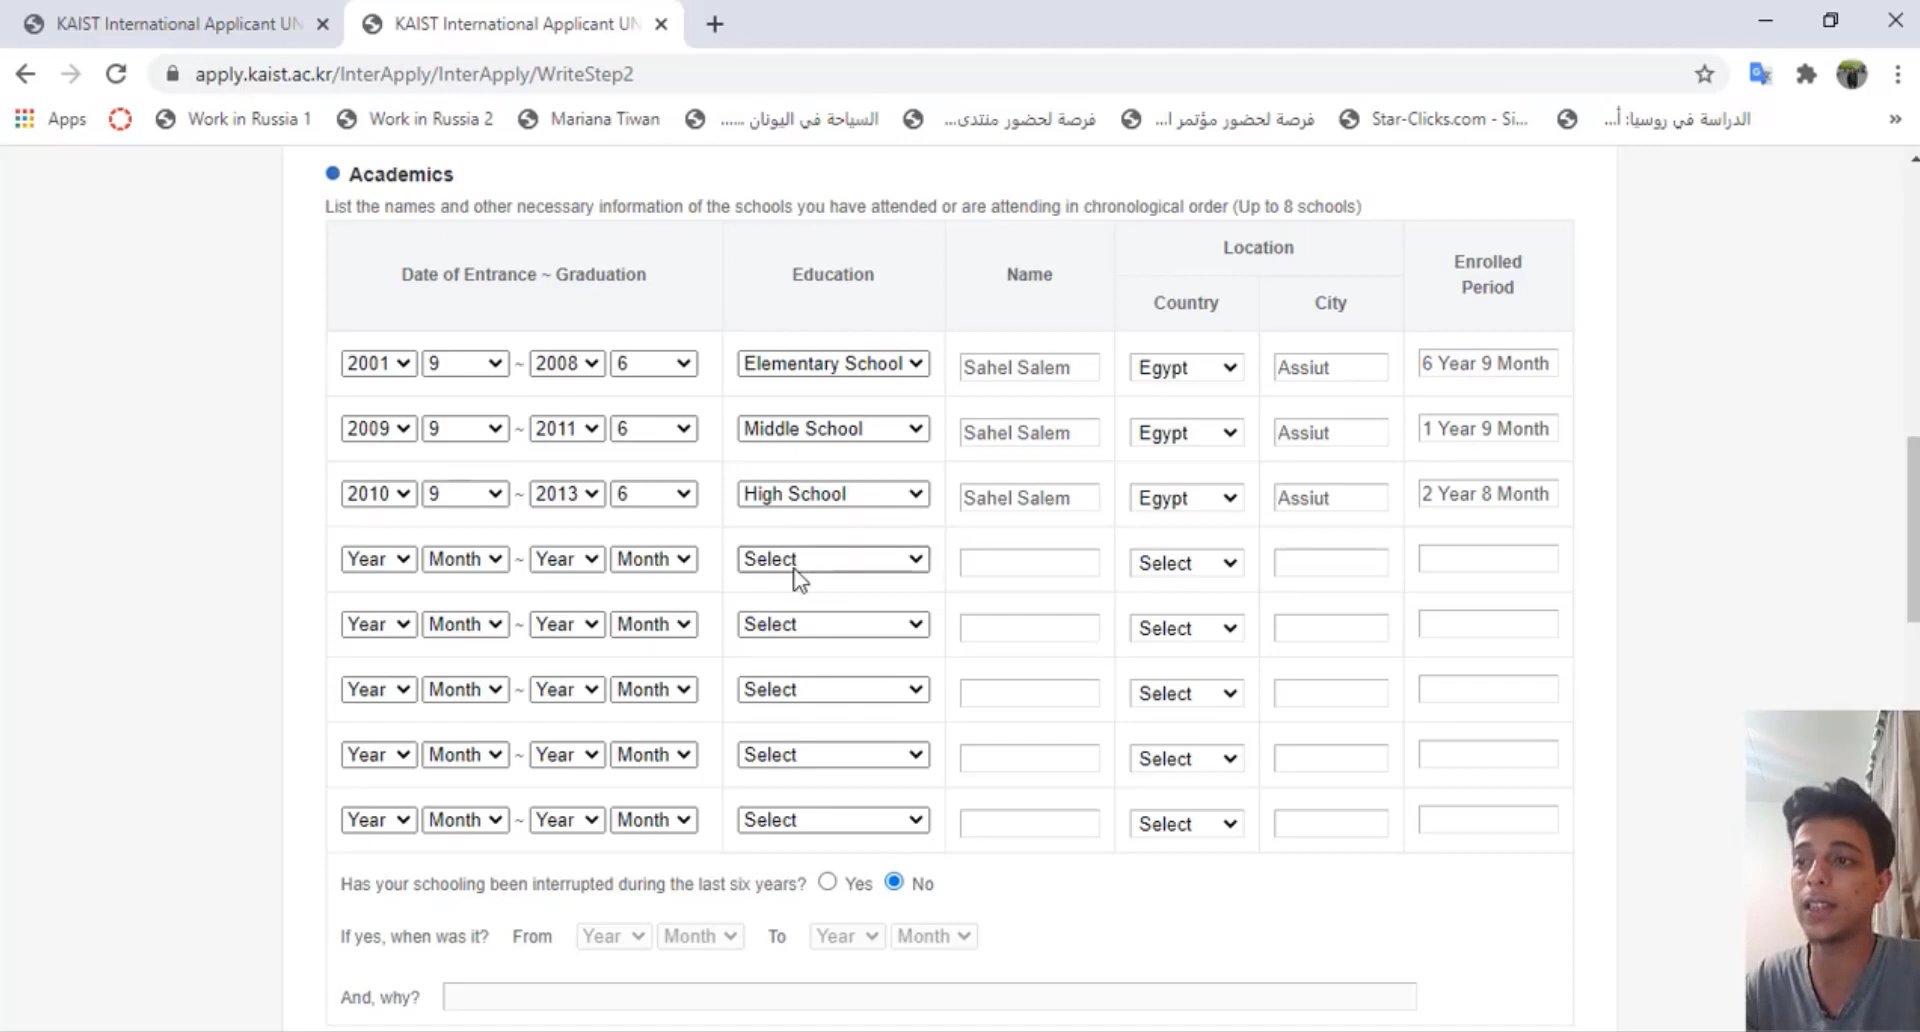 KAIST International Applicant UN
KAIST International Applicant UN
apply.kaist.ac.kr/InterApply/InterApply/WriteStep2
Apps Work in Russia 1 Work in Russia 2 Mariana Tiwan السياحة في اليونان ...... فرصة لحضور منتدى... فرصة لحضور مؤتمر ا... Star-Clicks.com - Si... الدراسة في روسيا: أ... »
Academics
List the names and other necessary information of the schools you have attended or are attending in chronological order (Up to 8 schools)
Date of Entrance ~ Graduation Education Name Location Enrolled Period
Country City
2001 9 ~ 2008 6 Elementary School Sahel Salem Egypt Assiut 6 Year 9 Month
2009 9 ~ 2011 6 Middle School Sahel Salem Egypt Assiut 1 Year 9 Month
2010 9 ~ 2013 6 High School Sahel Salem Egypt Assiut 2 Year 8 Month
Year Month ~ Year Month Select Select
Year Month ~ Year Month Select Select
Year Month ~ Year Month Select Select
Year Month ~ Year Month Select Select
Year Month ~ Year Month Select Select
Has your schooling been interrupted during the last six years? Yes No
If yes, when was it? From Year Month To Year Month
And, why?